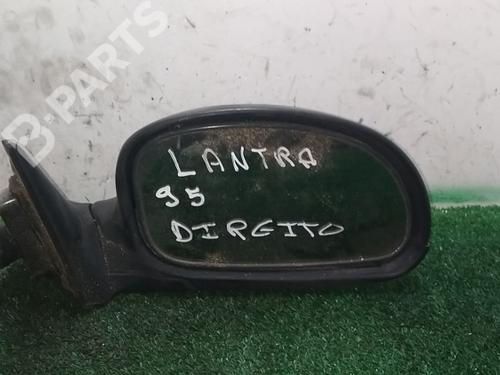 B-PARTS
LANTRA
95
DIREITO